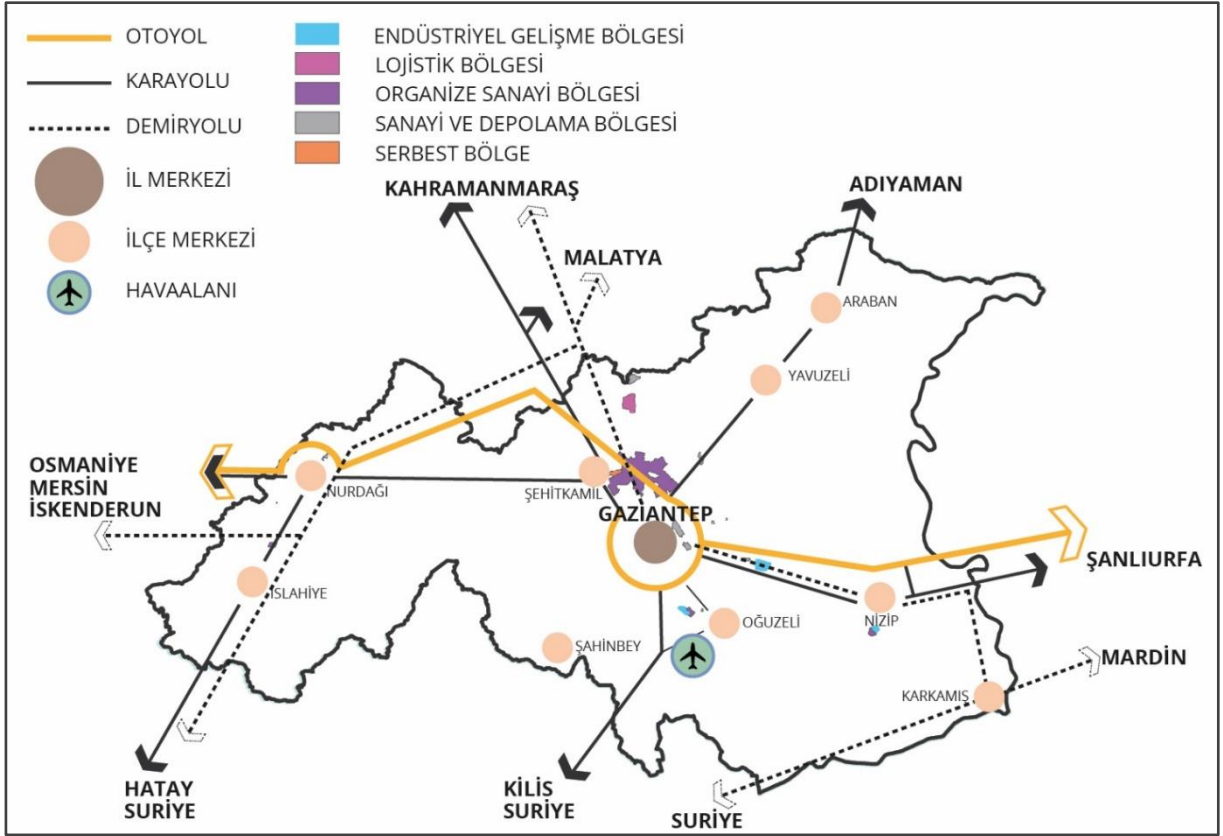 OTOYOL
KARAYOLU
DEMİRYOLU
İL MERKEZİ
İLÇE MERKEZİ
HAVAALANI
ENDÜSTRİYEL GELİŞME BÖLGESİ
LOJİSTİK BÖLGESİ
ORGANİZE SANAYİ BÖLGESİ
SANAYİ VE DEPOLAMA BÖLGESİ
SERBEST BÖLGE
KAHRAMANMARAŞ
ADIYAMAN
MALATYA
ARABAN
YAVUZELİ
OSMANİYE
MERSİN
İSKENDERUN
NURDAĞI
ŞEHİTKAMİL
GAZİANTEP
ŞANLIURFA
İSLAHİYE
NİZİP
OĞUZELİ
ŞAHİNBEY
MARDİN
KARKAMIŞ
HATAY
SURİYE
KİLİS
SURİYE
SURİYE